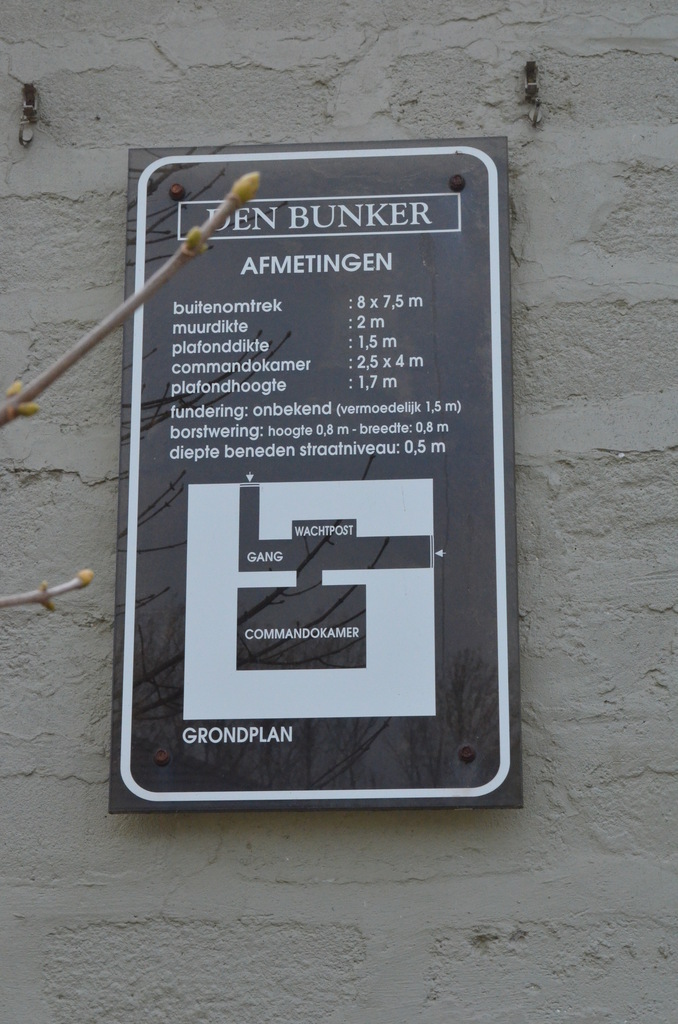 DEN BUNKER
AFMETINGEN
buitenomtrek : 8 x 7,5 m
muurdikte : 2 m
plafonddikte : 1,5 m
commandokamer : 2,5 x 4 m
plafondhoogte : 1,7 m
fundering: onbekend (vermoedelijk 1,5 m)
borstwering: hoogte 0,8 m - breedte: 0,8 m
diepte beneden straatniveau: 0,5 m
WACHTPOST
GANG
COMMANDOKAMER
GRONDPLAN